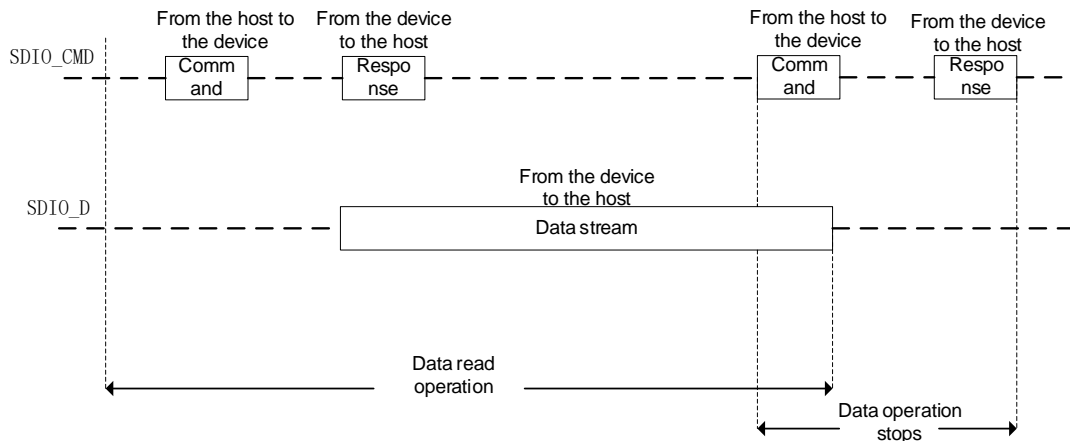 From the host to
the device
From the device
to the host
From the host to
the device
From the device
to the host
SDIO_CMD
Comm
and
Respo
nse
Comm
and
Respo
nse
From the device
to the host
SDIO_D
Data stream
Data read
operation
Data operation
stops